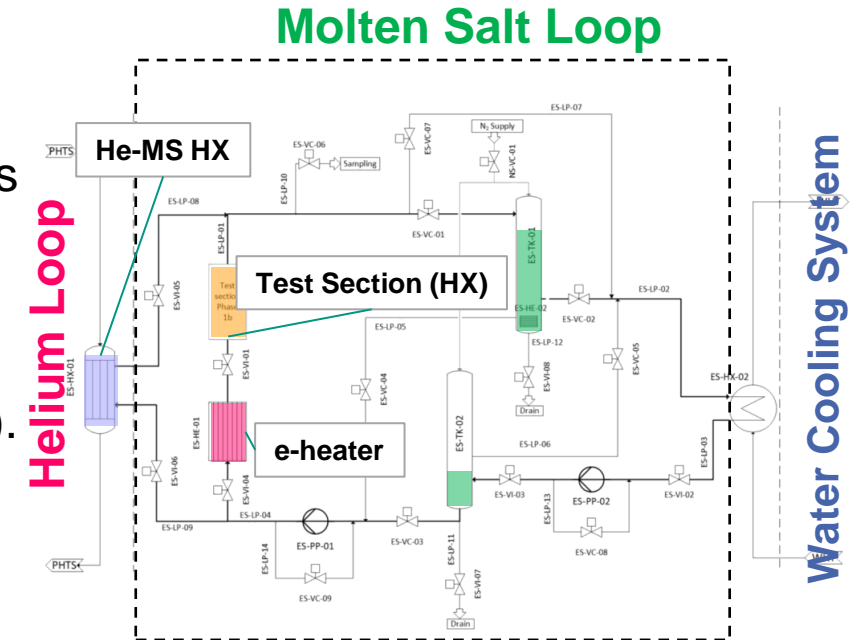 Molten Salt Loop
s
).
Helium Loop
Water Cooling System
He-MS HX
Test Section (HX)
e-heater
PHTS
PHTS
ES-LP-07
N₂ Supply
ES-VC-06
Sampling
ES-VC-07
NS-VC-01
ES-LP-10
ES-LP-08
ES-LP-01
ES-VC-01
ES-TK-01
ES-VI-05
Test
section
Phase
1b
ES-HE-02
ES-LP-02
ES-VC-02
ES-LP-05
ES-LP-12
ES-VI-01
ES-VI-08
ES-VC-05
ES-HX-01
ES-VC-04
Drain
ES-HX-02
ES-HE-01
ES-TK-02
ES-LP-06
ES-LP-03
ES-VI-06
ES-VI-04
ES-VI-03
ES-LP-13
ES-PP-02
ES-VI-02
ES-LP-09
ES-LP-04
ES-PP-01
ES-VC-03
ES-VC-08
ES-LP-14
ES-LP-11
ES-VC-09
ES-VI-07
Drain